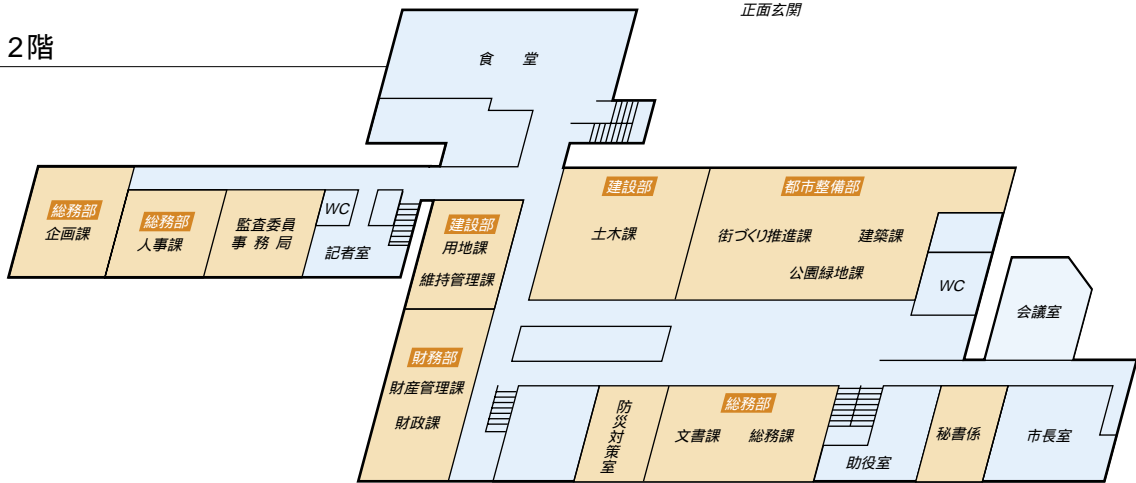 正面玄関
2階
食 堂
総務部
企画課
総務部
人事課
監査委員
事務局
WC
記者室
建設部
用地課
維持管理課
建設部
土木課
都市整備部
街づくり推進課 建築課
公園緑地課
WC
会議室
財務部
財産管理課
財政課
防災対策室
総務部
文書課 総務課
助役室
秘書係
市長室